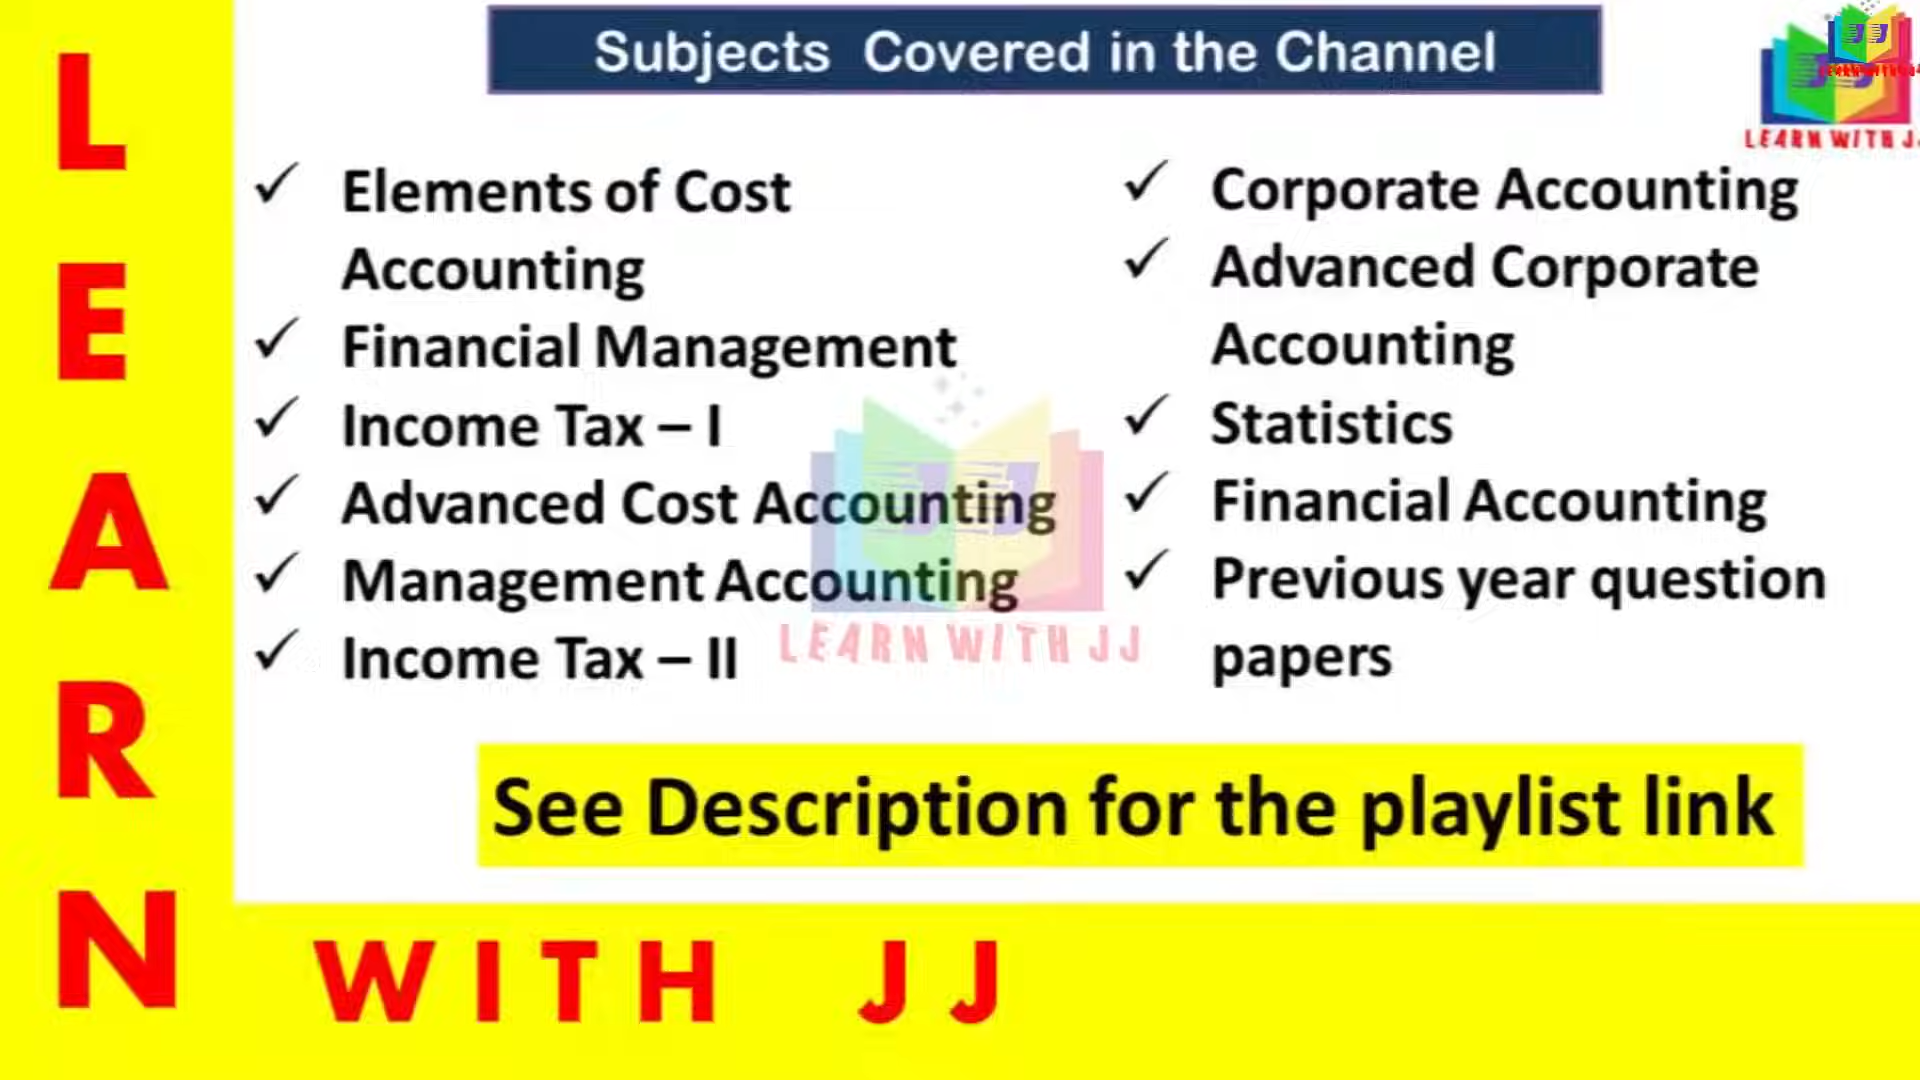 Subjects Covered in the Channel
LEARN WITH JJ
Elements of Cost
Accounting
Financial Management
Income Tax – I
Advanced Cost Accounting
Management Accounting
Income Tax – II
Corporate Accounting
Advanced Corporate
Accounting
Statistics
Financial Accounting
Previous year question
papers
JJ
LEARN WITH JJ
See Description for the playlist link
LEARN
WITH JJ